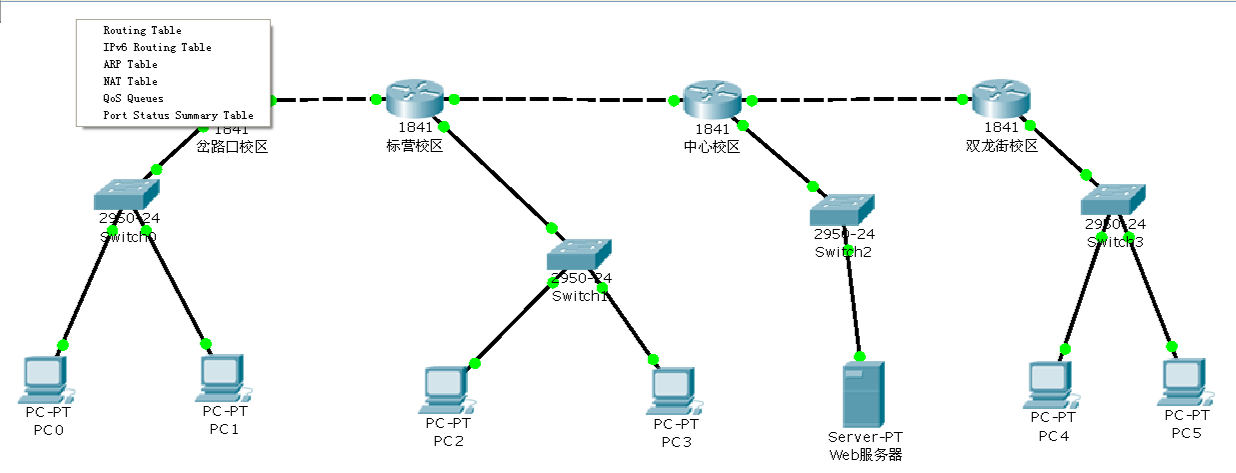 Routing Table
IPv6 Routing Table
ARP Table
NAT Table
QoS Queues
Port Status Summary Table
1841
岔路口校区
1841
标营校区
1841
中心校区
1841
双龙街校区
2950-24
Switch0
2950-24
Switch1
2950-24
Switch2
2950-24
Switch3
PC-PT
PC0
PC-PT
PC1
PC-PT
PC2
PC-PT
PC3
Server-PT
Web服务器
PC-PT
PC4
PC-PT
PC5